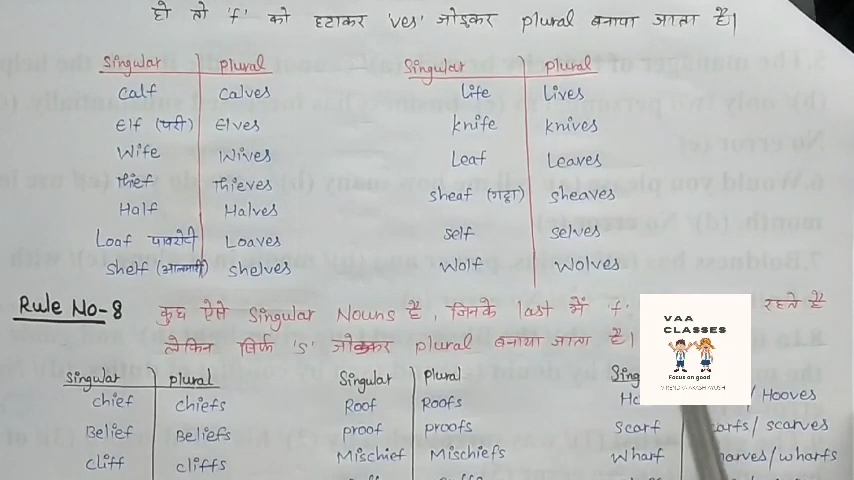 हो तो 'f' को हटाकर 'ves' जोड़कर plural बनाया जाता है।
Singular Plural Singular plural
Calf Calves Life Lives
Elf (परी) Elves knife knives
Wife Wives Leaf Leaves
thief thieves sheaf (गट्ठा) sheaves
Half Halves self selves
Loaf पावरोटी Loaves Wolf Wolves
shelf (अलमारी) shelves
Rule No-8 कुछ ऐसे Singular Nouns है, जिनके last में f' रहते है
लेकिन सिर्फ 's' जोड़कर plural बनाया जाता है।
VAA
CLASSES
Focus on good
Singular plural Singular Plural
chief chiefs Roof Roofs / Hooves
Belief Beliefs proof proofs Scarf / scarves
cliff cliffs Mischief Mischiefs Wharf / wharfs